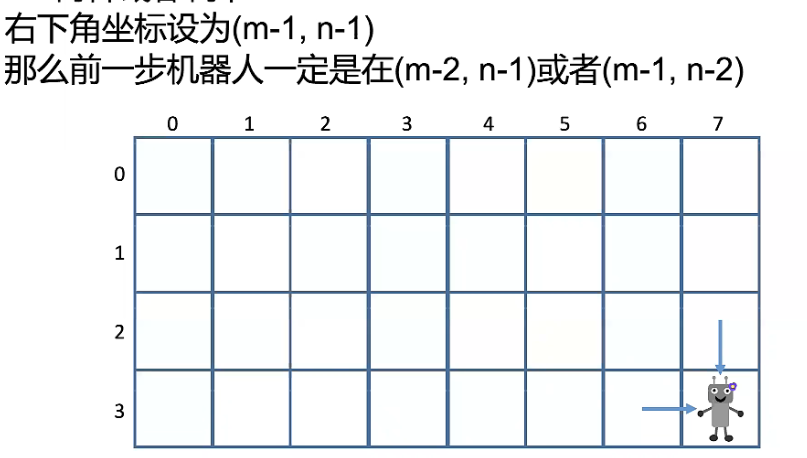 右下角坐标设为(m-1, n-1)
那么前一步机器人一定是在(m-2, n-1)或者(m-1, n-2)
0 1 2 3 4 5 6 7
0
1
2
3